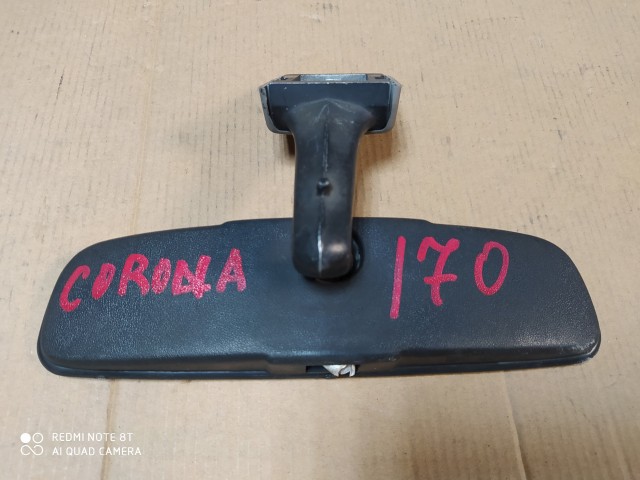 CORONA 170
REDMI NOTE 8T
AI QUAD CAMERA